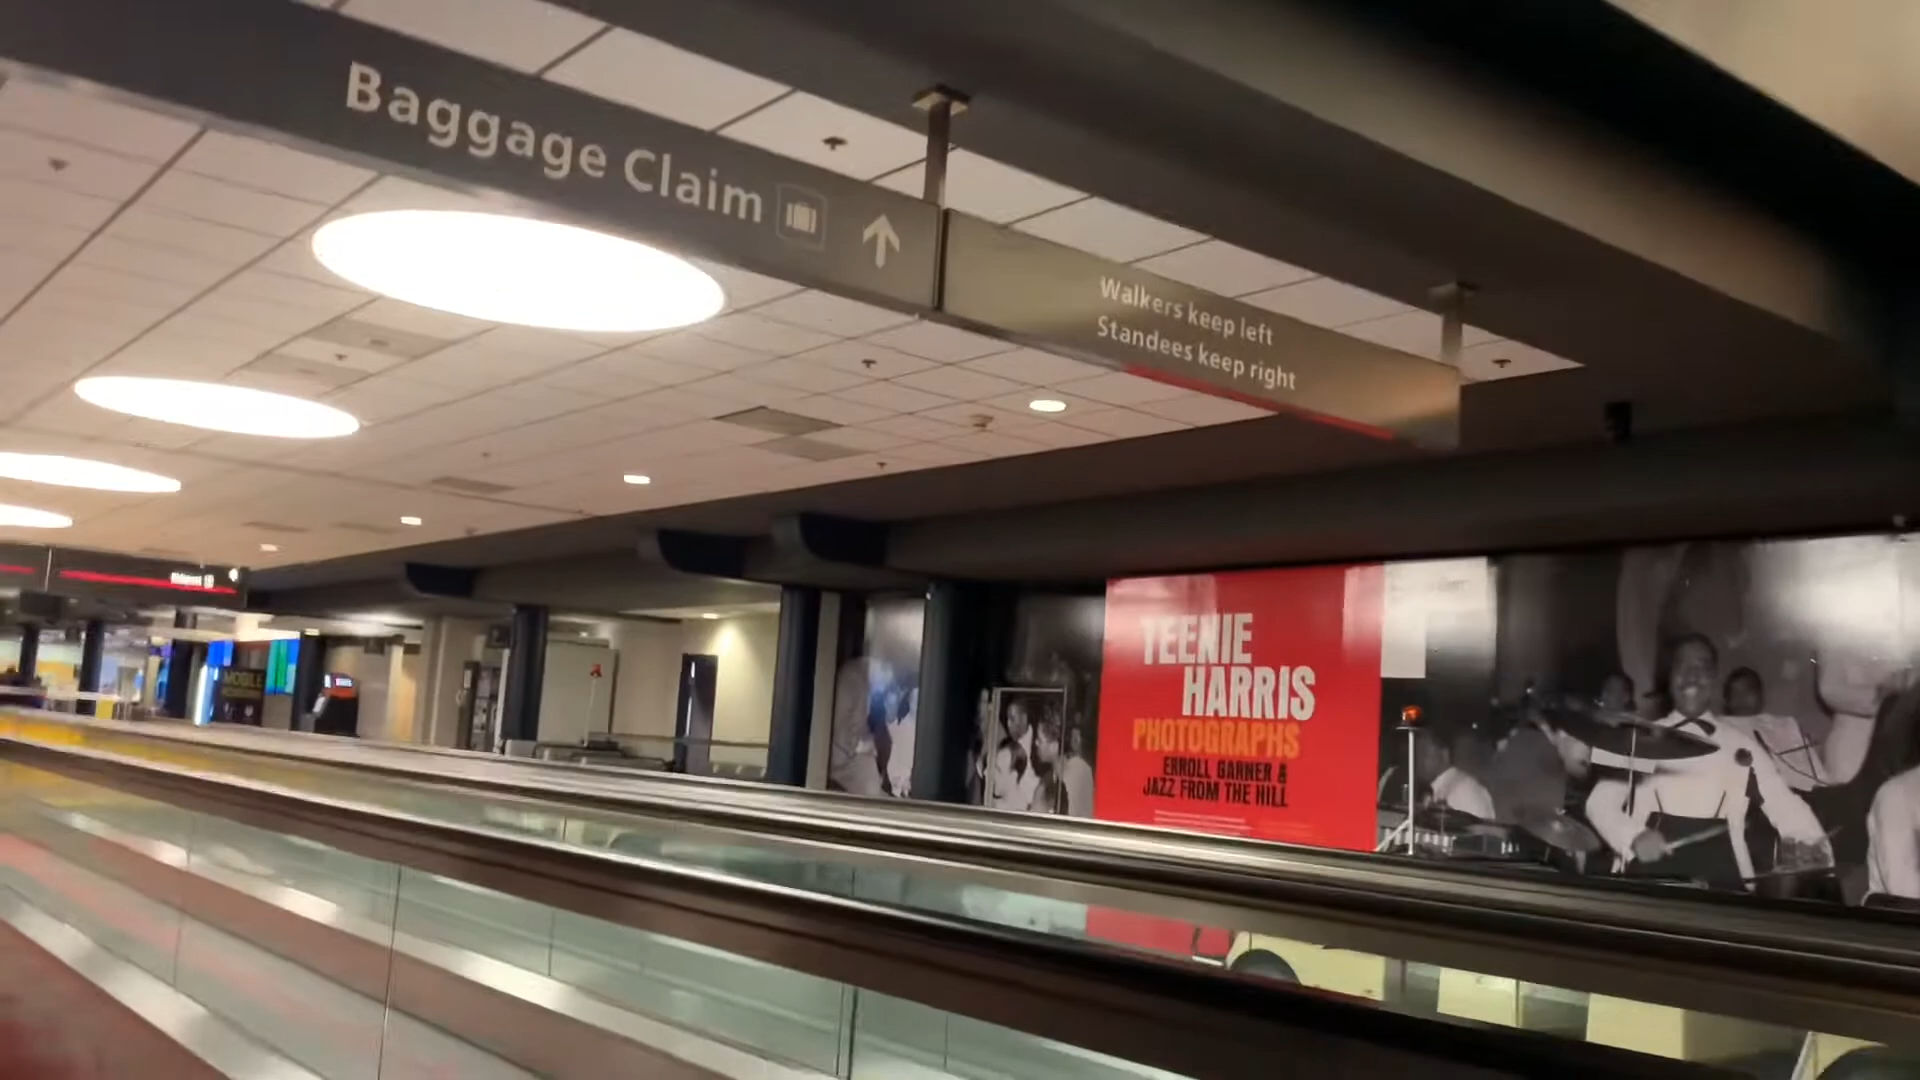 Baggage Claim
Walkers keep left
Standees keep right
MOBILE
TEENIE
HARRIS
PHOTOGRAPHS
ERROLL GARNER &
JAZZ FROM THE HILL